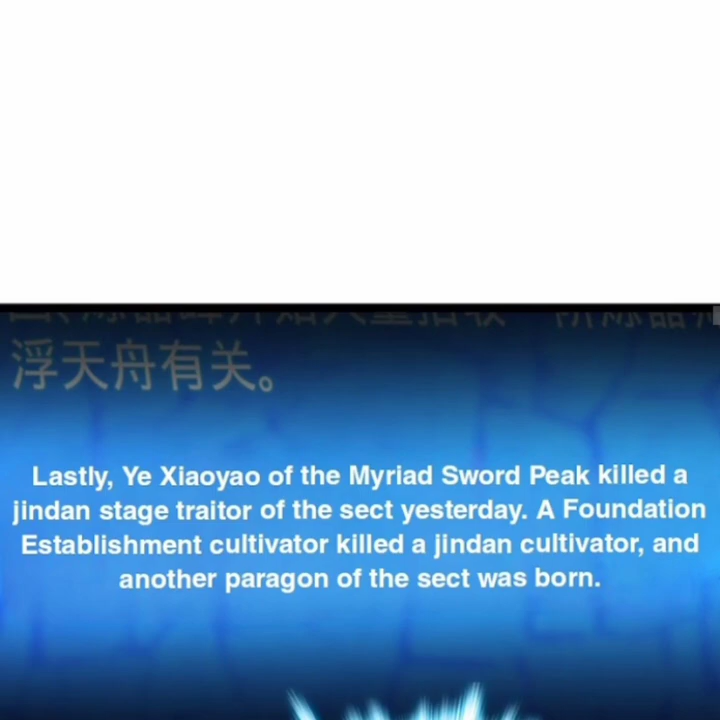 浮天舟有关。
Lastly, Ye Xiaoyao of the Myriad Sword Peak killed a
jindan stage traitor of the sect yesterday. A Foundation
Establishment cultivator killed a jindan cultivator, and
another paragon of the sect was born.